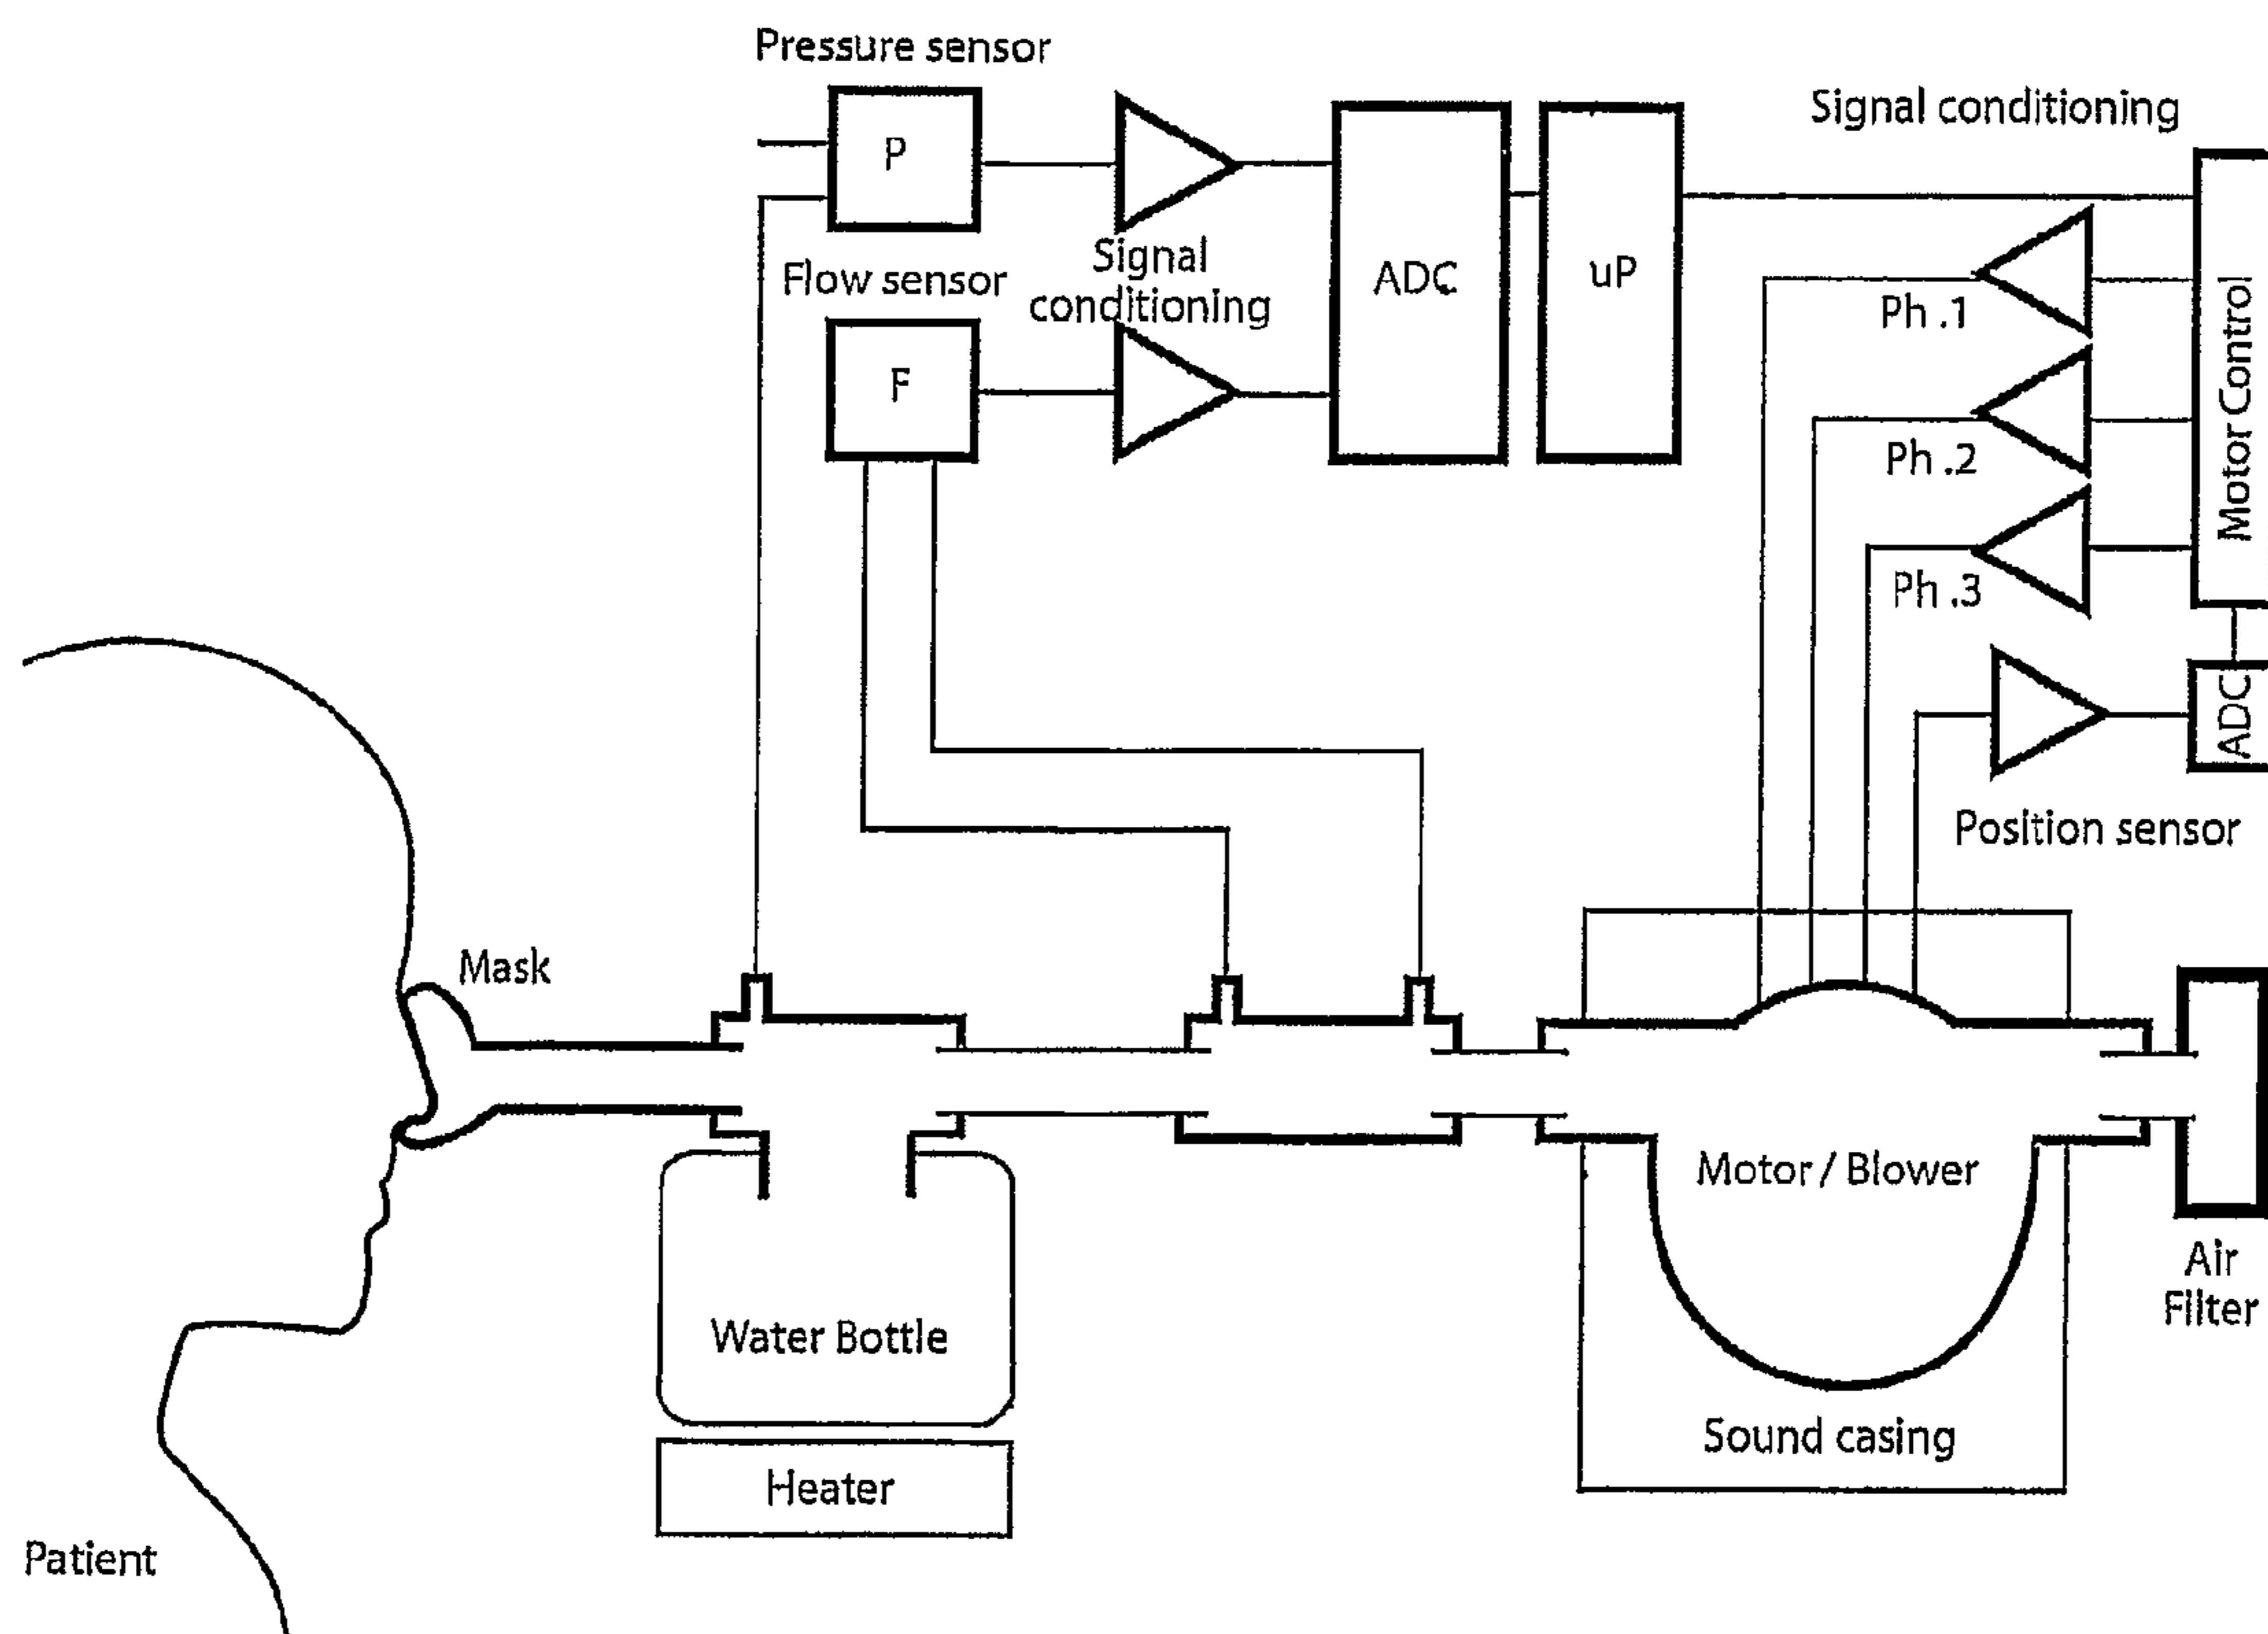 Pressure sensor
Signal conditioning
P
Flow sensor
Signal
conditioning
F
ADC
uP
Ph .1
Ph .2
Ph .3
Motor Control
ADC
Position sensor
Mask
Motor / Blower
Air
Filter
Water Bottle
Sound casing
Heater
Patient